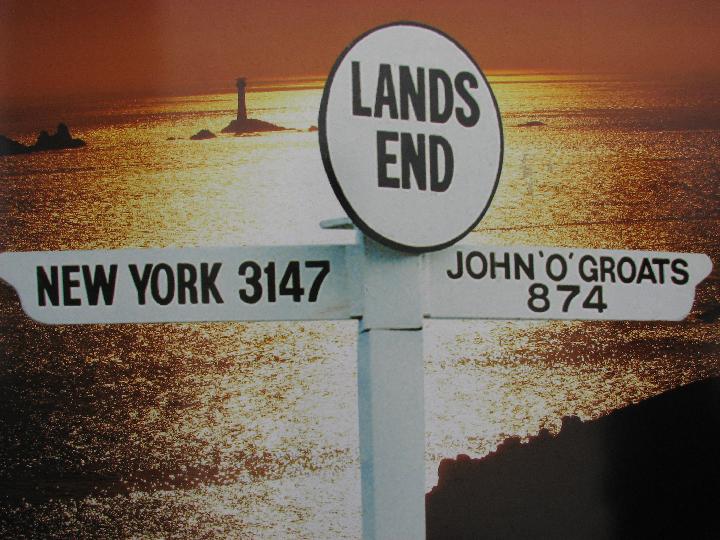 LANDS
END
NEW YORK 3147
JOHN 'O' GROATS
874